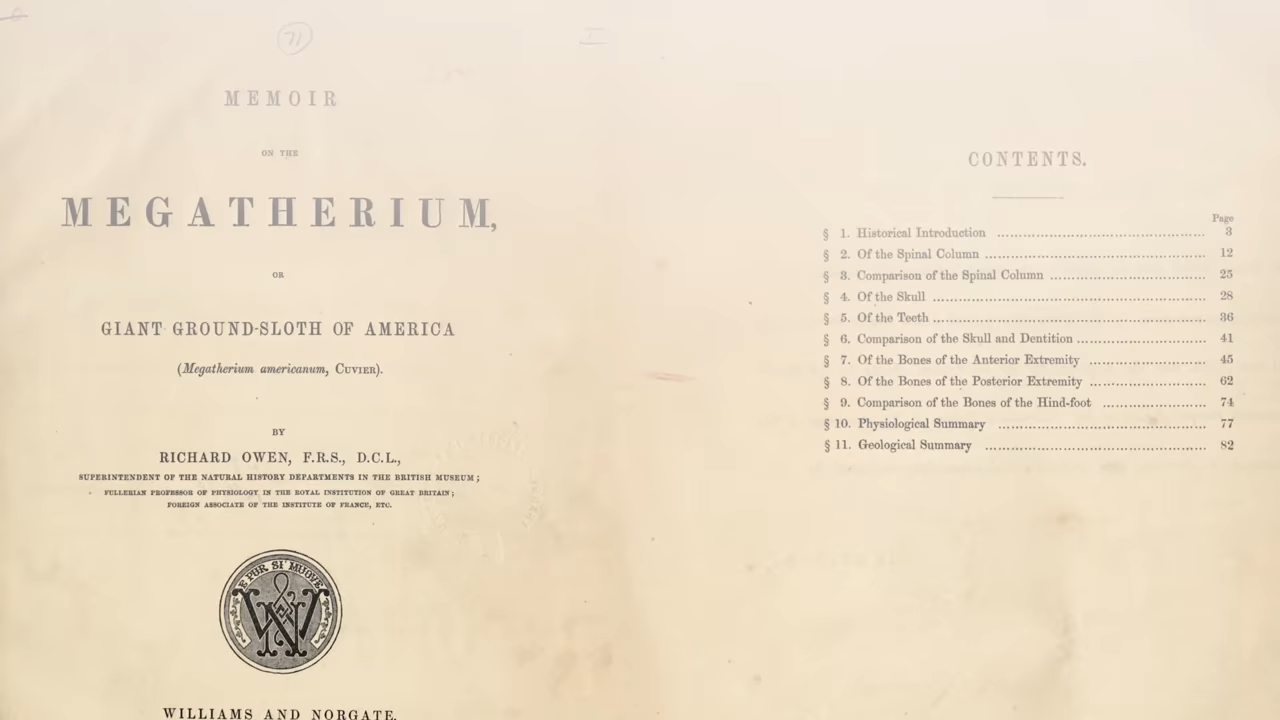 71
I
MEMOIR
ON THE
MEGATHERIUM,
OR
GIANT GROUND-SLOTH OF AMERICA
(Megatherium americanum, CUVIER).
BY
RICHARD OWEN, F.R.S., D.C.L.,
SUPERINTENDENT OF THE NATURAL HISTORY DEPARTMENTS IN THE BRITISH MUSEUM;
FULLERIAN PROFESSOR OF PHYSIOLOGY IN THE ROYAL INSTITUTION OF GREAT BRITAIN;
FOREIGN ASSOCIATE OF THE INSTITUTE OF FRANCE, ETC.
E PUR SI MUOVE
W N
WILLIAMS AND NORGATE,
CONTENTS.
Page
§ 1. Historical Introduction ........ 3
§ 2. Of the Spinal Column ........ 12
§ 3. Comparison of the Spinal Column ........ 25
§ 4. Of the Skull ........ 28
§ 5. Of the Teeth ........ 36
§ 6. Comparison of the Skull and Dentition ........ 41
§ 7. Of the Bones of the Anterior Extremity ........ 45
§ 8. Of the Bones of the Posterior Extremity ........ 62
§ 9. Comparison of the Bones of the Hind-foot ........ 74
§ 10. Physiological Summary ........ 77
§ 11. Geological Summary ........ 82